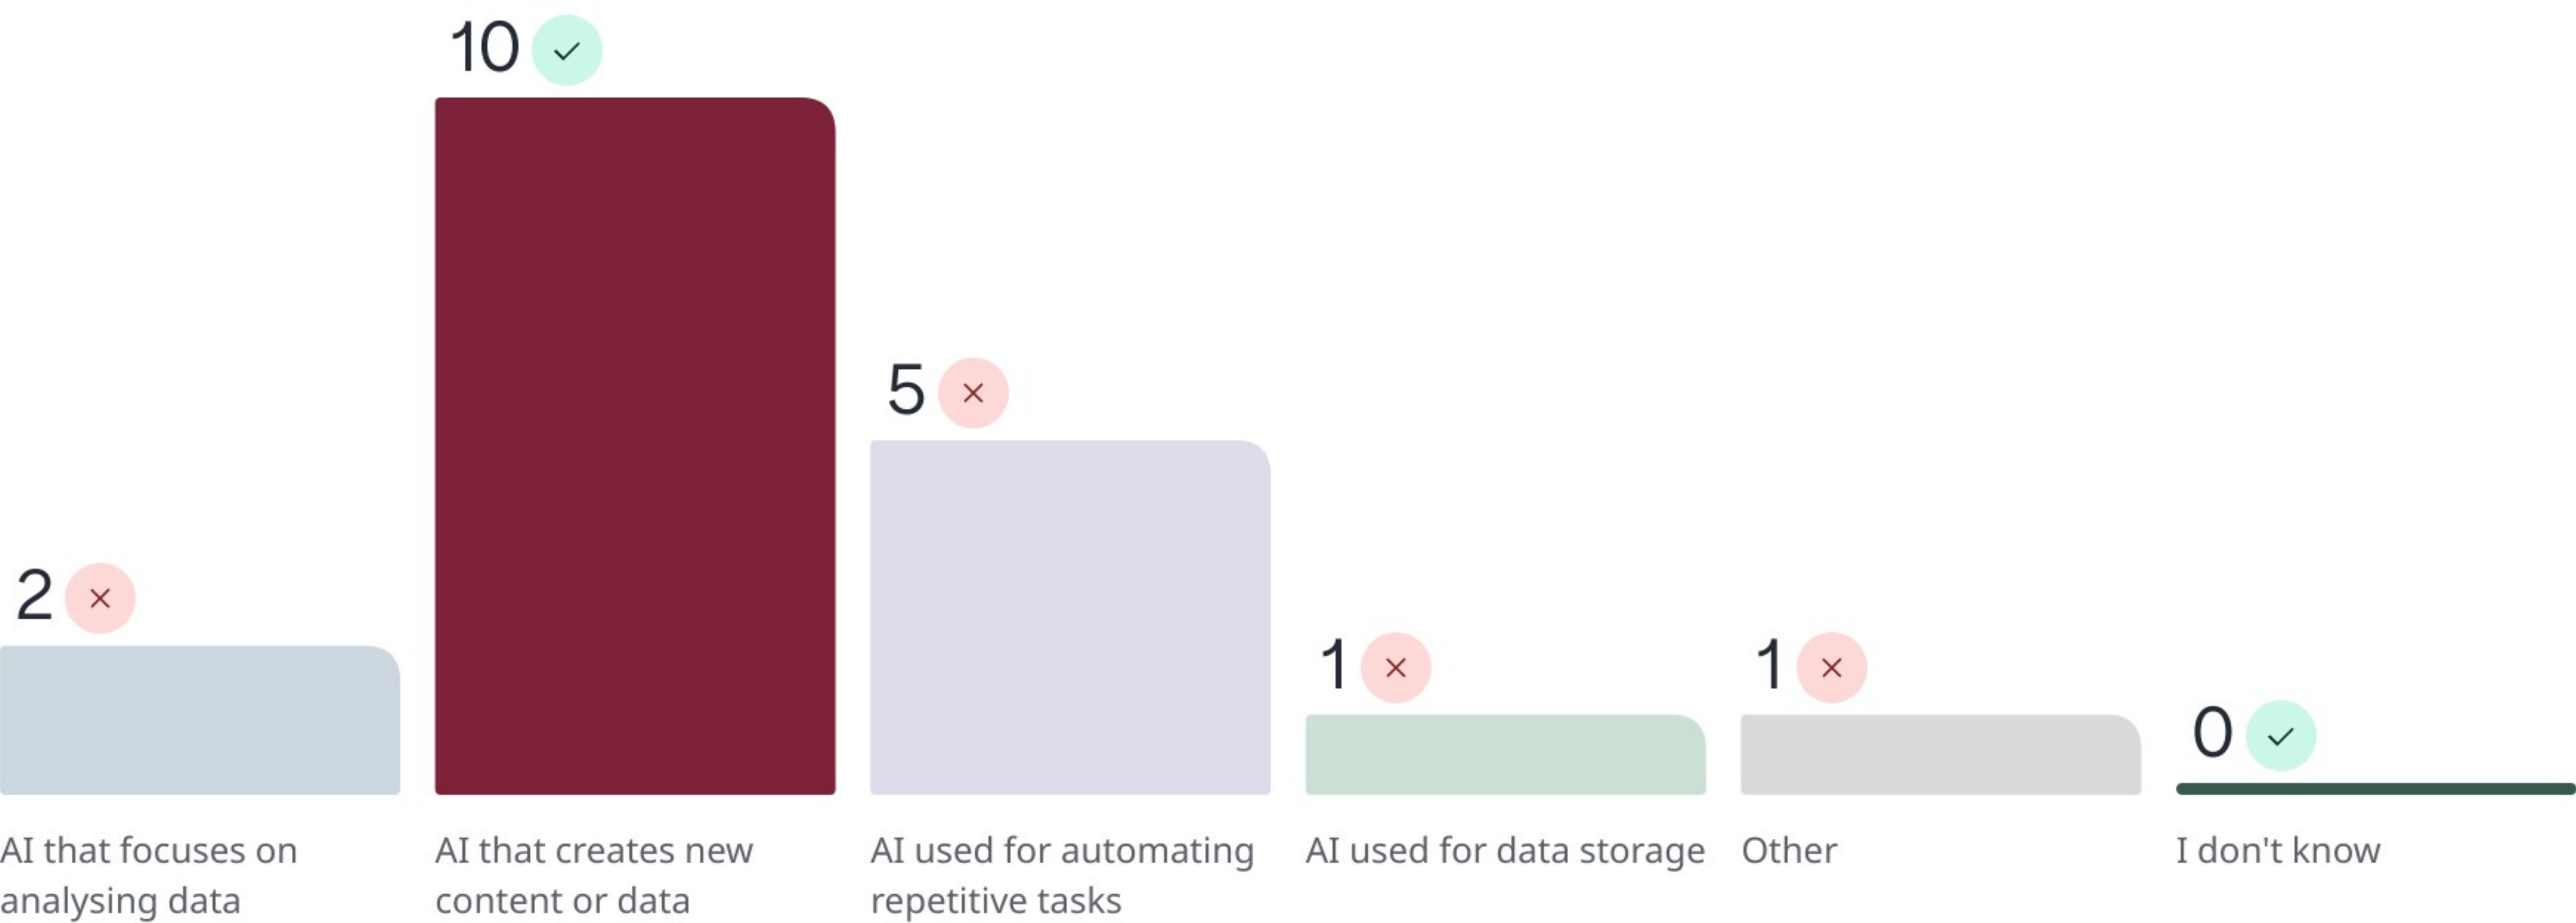 10
5
2
1
1
0
AI that focuses on
analysing data
AI that creates new
content or data
AI used for automating
repetitive tasks
AI used for data storage
Other
I don't know